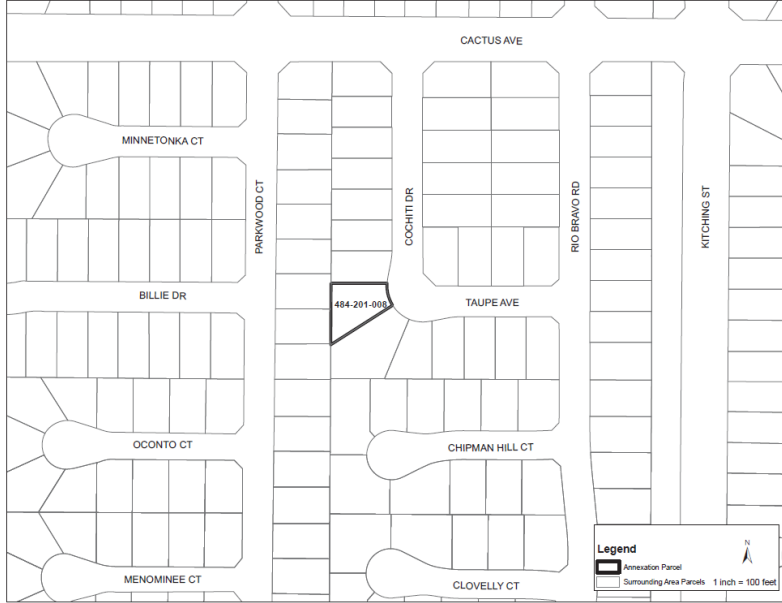 CACTUS AVE
MINNETONKA CT
PARKWOOD CT
COCHITI DR
RIO BRAVO RD
KITCHING ST
BILLIE DR
484-201-008
TAUPE AVE
OCONTO CT
CHIPMAN HILL CT
MENOMINEE CT
CLOVELLY CT
Legend
N
Annexation Parcel
Surrounding Area Parcels
1 inch = 100 feet